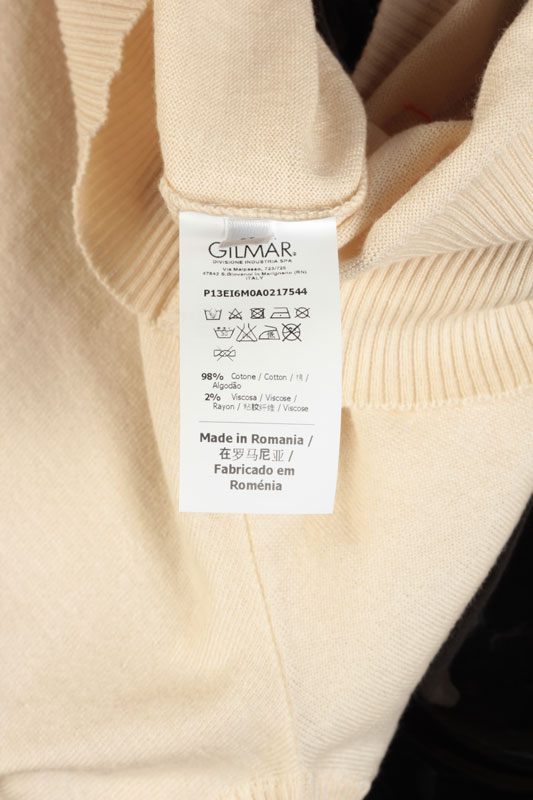 GILMAR
DIVISIONE INDUSTRIA SPA
Via Malpasso, 723/725
47842 S.Giovanni in Marignano (RN)
ITALY
P13EI6M0A0217544
98% Cotone / Cotton / 棉 /
Algodão
2% Viscosa / Viscose /
Rayon / 粘胶纤维 / Viscose
Made in Romania /
在罗马尼亚 /
Fabricado em
Roménia